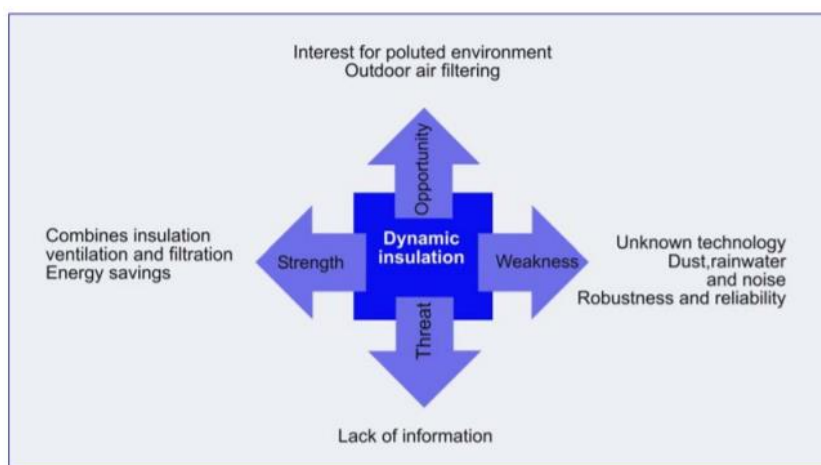 Interest for poluted environment
Outdoor air filtering
Opportunity
Combines insulation
ventilation and filtration
Energy savings
Strength
Dynamic
insulation
Weakness
Unknown technology
Dust,rainwater
and noise
Robustness and reliability
Threat
Lack of information